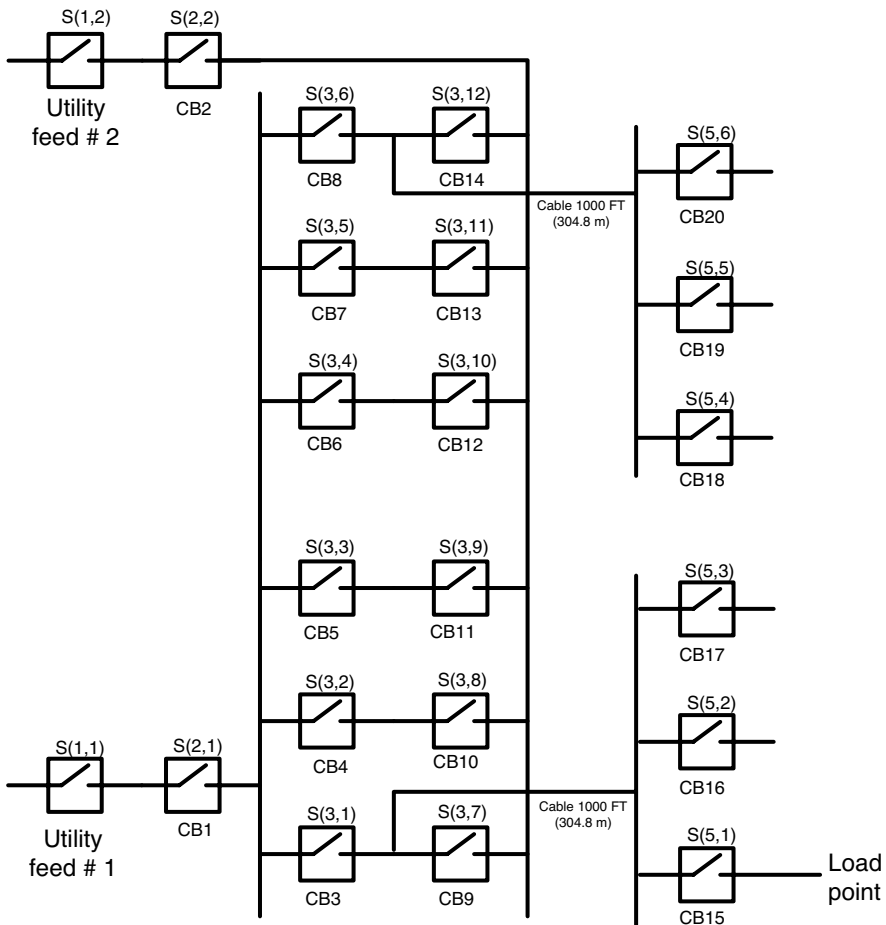 S(1,2)
S(2,2)
Utility
feed # 2
CB2
S(3,6)
S(3,12)
CB8
CB14
Cable 1000 FT
(304.8 m)
S(5,6)
CB20
S(3,5)
S(3,11)
CB7
CB13
S(5,5)
CB19
S(3,4)
S(3,10)
CB6
CB12
S(5,4)
CB18
S(3,3)
S(3,9)
CB5
CB11
S(5,3)
CB17
S(3,2)
S(3,8)
CB4
CB10
S(5,2)
CB16
S(1,1)
S(2,1)
Utility
feed # 1
CB1
S(3,1)
S(3,7)
CB3
CB9
Cable 1000 FT
(304.8 m)
S(5,1)
CB15
Load
point